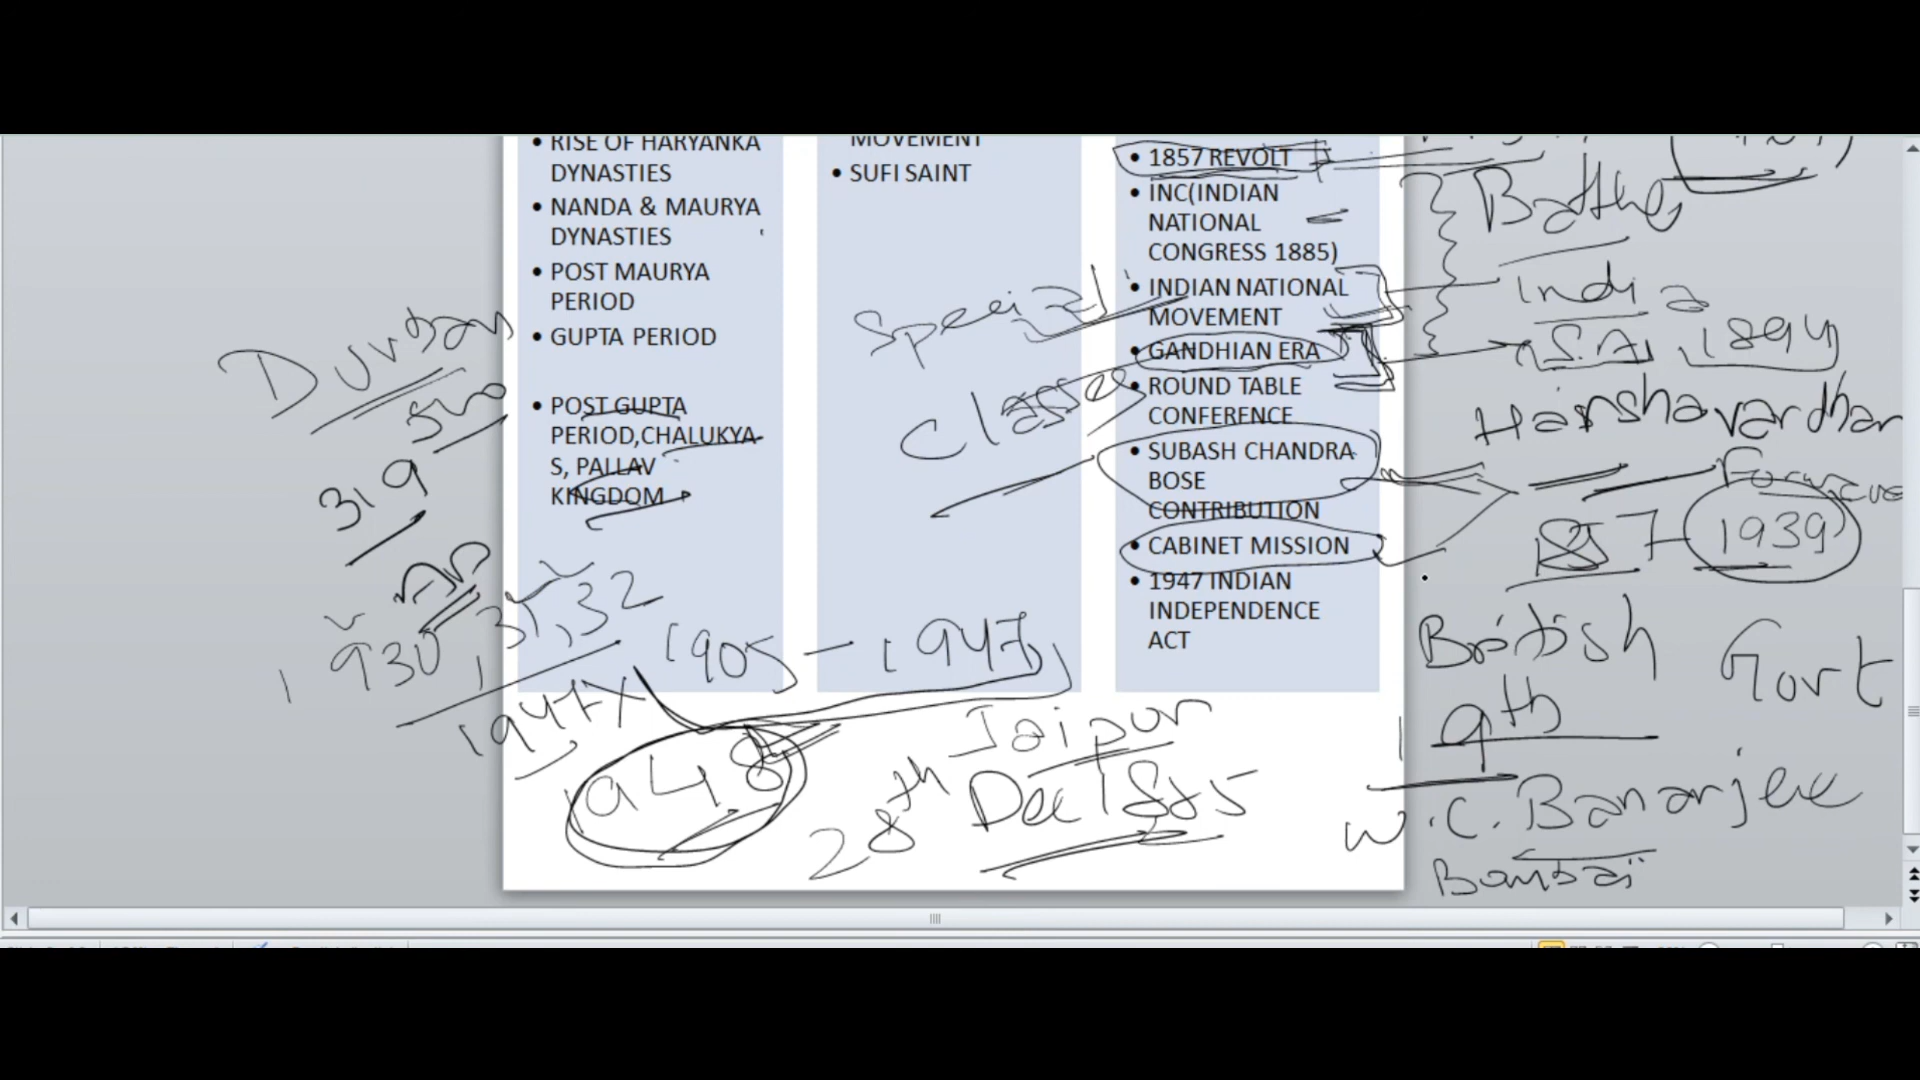 • RISE OF HARYANKA
DYNASTIES
• NANDA & MAURYA
DYNASTIES
• POST MAURYA
PERIOD
• GUPTA PERIOD
• POST GUPTA
PERIOD,CHALUKYA
S, PALLAV
KINGDOM
MOVEMENT
• SUFI SAINT
• 1857 REVOLT
• INC(INDIAN
NATIONAL
CONGRESS 1885)
• INDIAN NATIONAL
MOVEMENT
• GANDHIAN ERA
• ROUND TABLE
CONFERENCE
• SUBASH CHANDRA
BOSE
CONTRIBUTION
• CABINET MISSION
• 1947 INDIAN
INDEPENDENCE
ACT
Durban
319
AD
1930, 31, 32
1947
1948
1905 - 1947
Special
Classes
Jaipur
28th Dec 1885
India
S.A. 1894
Harshavardhan
857 - 1939
British Govt
19th
W.C. Banarjee